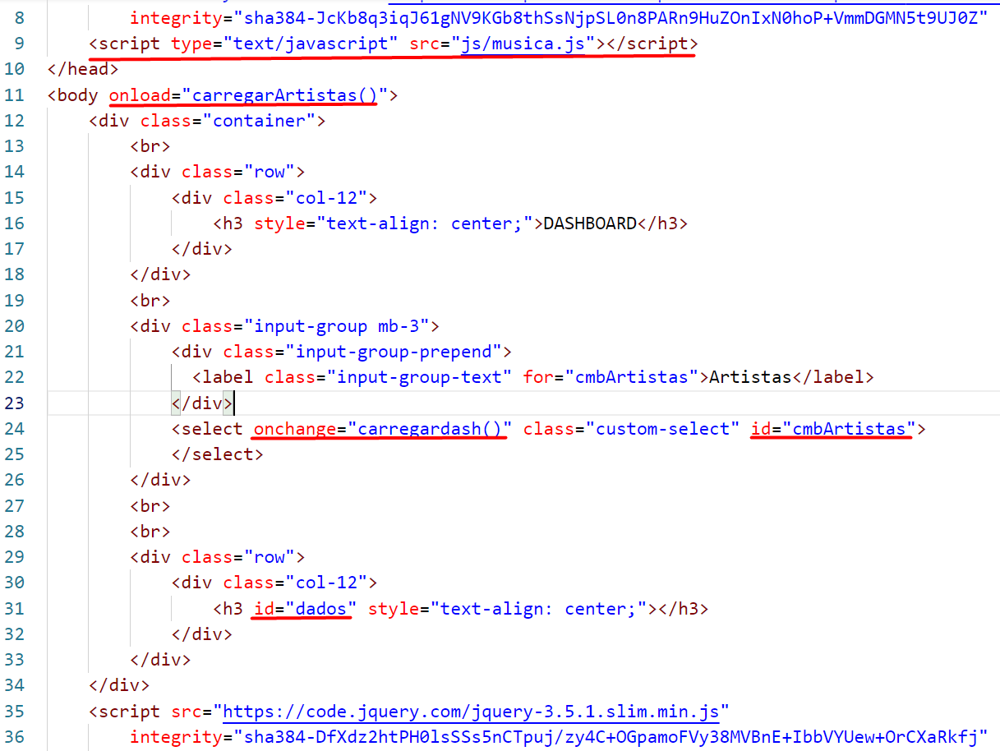 8 integrity="sha384-JcKb8q3iqJ61gNV9KGb8thSsNjpSL0n8PARn9HuZOnIxN0hoP+VmmDGMN5t9UJ0Z"
9 <script type="text/javascript" src="js/musica.js"></script>
10 </head>
11 <body onload="carregarArtistas()">
12 <div class="container">
13 <br>
14 <div class="row">
15 <div class="col-12">
16 <h3 style="text-align: center;">DASHBOARD</h3>
17 </div>
18 </div>
19 <br>
20 <div class="input-group mb-3">
21 <div class="input-group-prepend">
22 <label class="input-group-text" for="cmbArtistas">Artistas</label>
23 </div>
24 <select onchange="carregardash()" class="custom-select" id="cmbArtistas">
25 </select>
26 </div>
27 <br>
28 <br>
29 <div class="row">
30 <div class="col-12">
31 <h3 id="dados" style="text-align: center;"></h3>
32 </div>
33 </div>
34 </div>
35 <script src="https://code.jquery.com/jquery-3.5.1.slim.min.js"
36 integrity="sha384-DfXdz2htPH0lsSSs5nCTpuj/zy4C+OGpamoFVy38MVBnE+IbbVYUew+OrCXaRkfj"